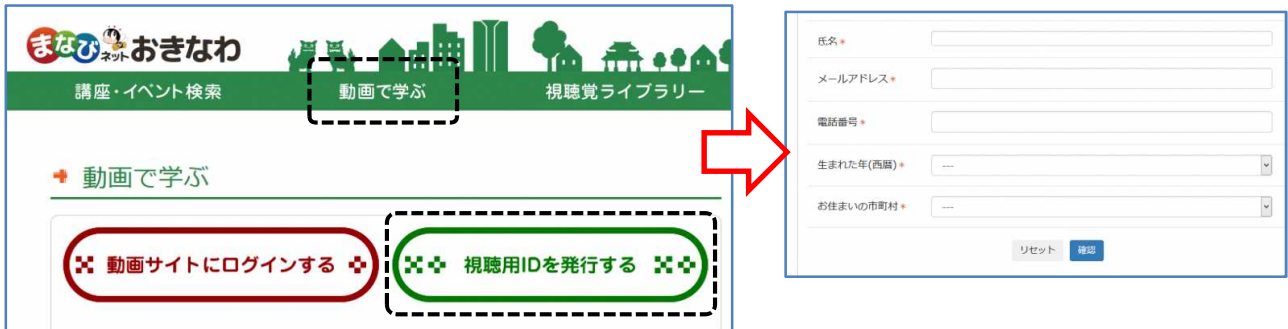 まなびネットおきなわ
講座・イベント検索
動画で学ぶ
視聴覚ライブラリー
動画で学ぶ
動画サイトにログインする
視聴用IDを発行する
氏名*
メールアドレス*
電話番号*
生まれた年(西暦)* ---
お住まいの市町村* ---
リセット 確認